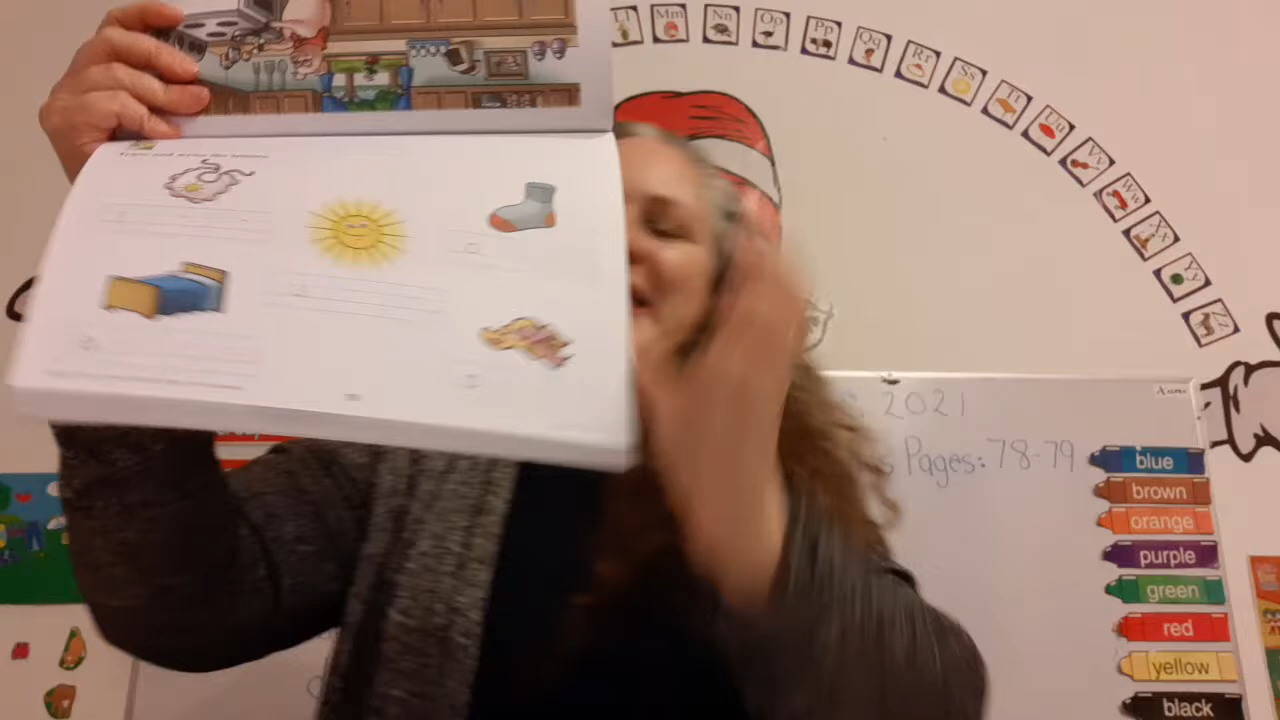 Ll Mm Nn Oo Pp Qq Rr Ss Tt Uu Vv Ww Xx Yy Zz
2021
Pages: 78-79
blue
brown
orange
purple
green
red
yellow
black